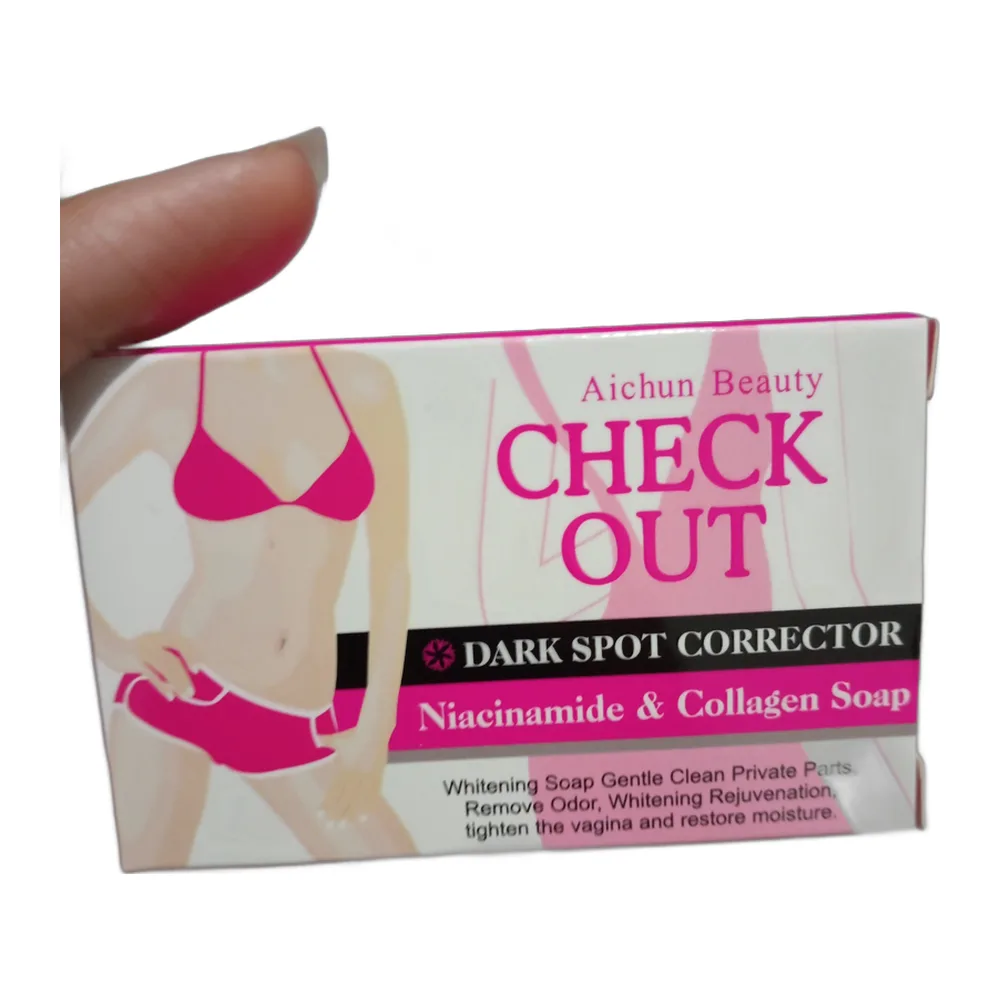 Aichun Beauty
CHECK
OUT
DARK SPOT CORRECTOR
Niacinamide & Collagen Soap
Whitening Soap Gentle Clean Private Parts.
Remove Odor, Whitening Rejuvenation,
tighten the vagina and restore moisture.